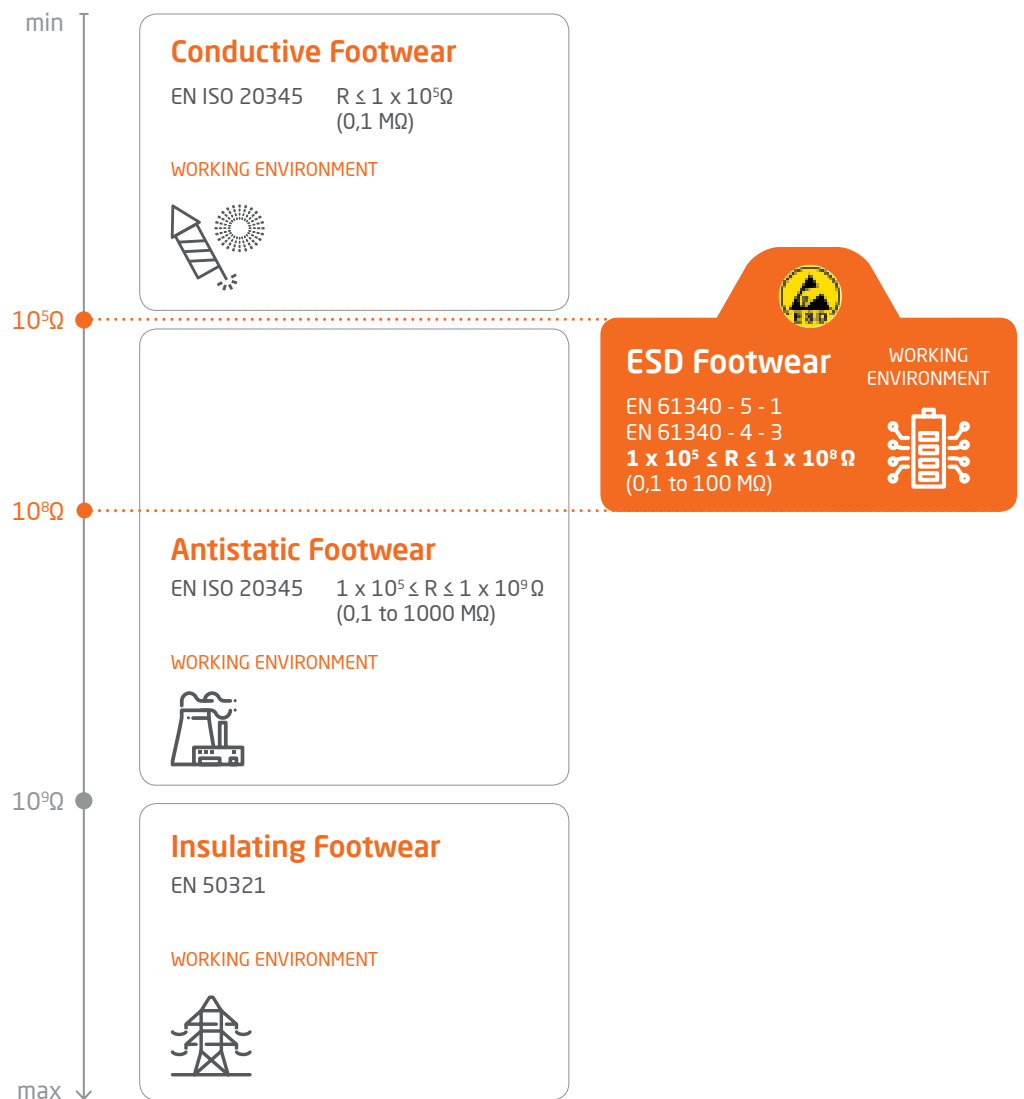 min
Conductive Footwear
EN ISO 20345 R ≤ 1 x 10⁵Ω
(0,1 MΩ)
WORKING ENVIRONMENT
10⁵Ω
ESD
ESD Footwear
WORKING
ENVIRONMENT
EN 61340 - 5 - 1
EN 61340 - 4 - 3
1 x 10⁵ ≤ R ≤ 1 x 10⁸ Ω
(0,1 to 100 MΩ)
10⁸Ω
Antistatic Footwear
EN ISO 20345 1 x 10⁵ ≤ R ≤ 1 x 10⁹ Ω
(0,1 to 1000 MΩ)
WORKING ENVIRONMENT
10⁹Ω
Insulating Footwear
EN 50321
WORKING ENVIRONMENT
max